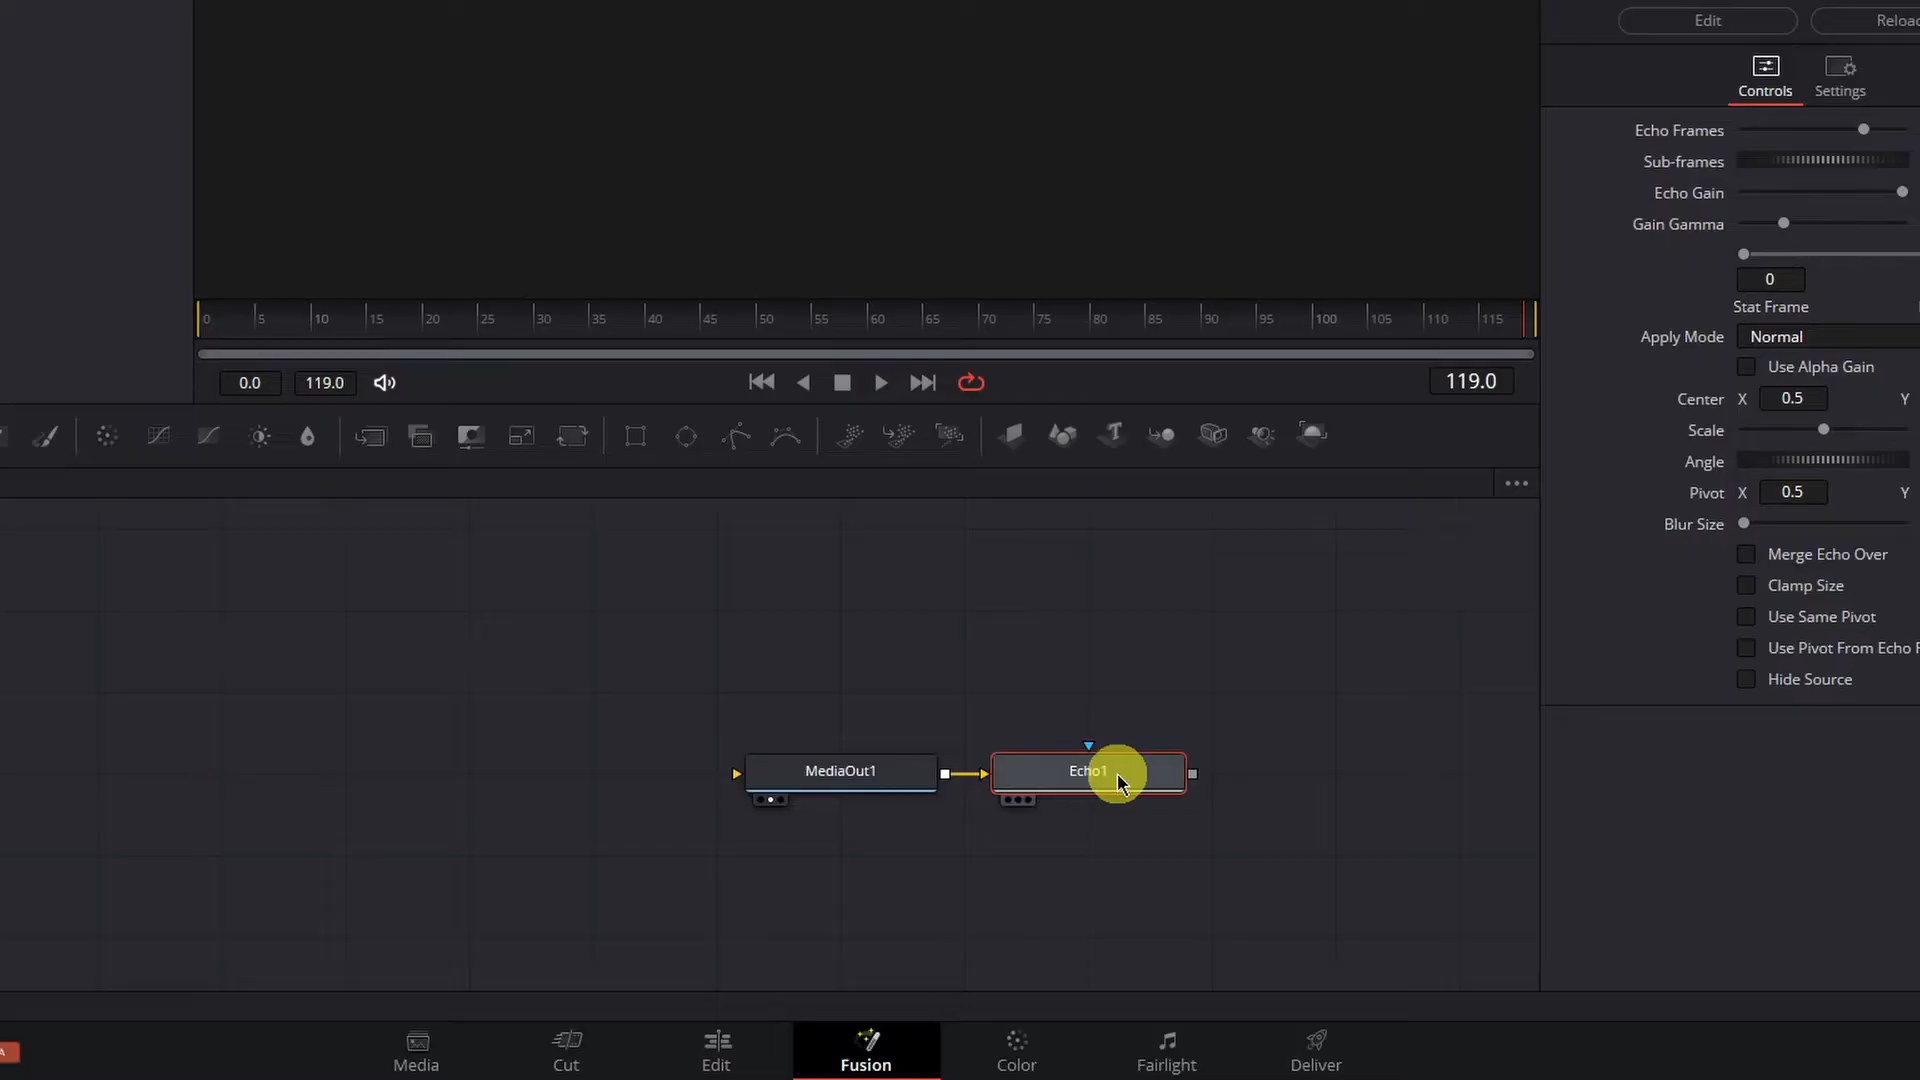 Edit
Reloa
Controls
Settings
Echo Frames
Sub-frames
Echo Gain
Gain Gamma
0
Stat Frame
Apply Mode
Normal
Use Alpha Gain
Center X 0.5 Y
Scale
Angle
Pivot X 0.5 Y
Blur Size
Merge Echo Over
Clamp Size
Use Same Pivot
Use Pivot From Echo F
Hide Source
0 5 10 15 20 25 30 35 40 45 50 55 60 65 70 75 80 85 90 95 100 105 110 115
0.0 119.0 119.0
MediaOut1
Echo1
A
Media
Cut
Edit
Fusion
Color
Fairlight
Deliver